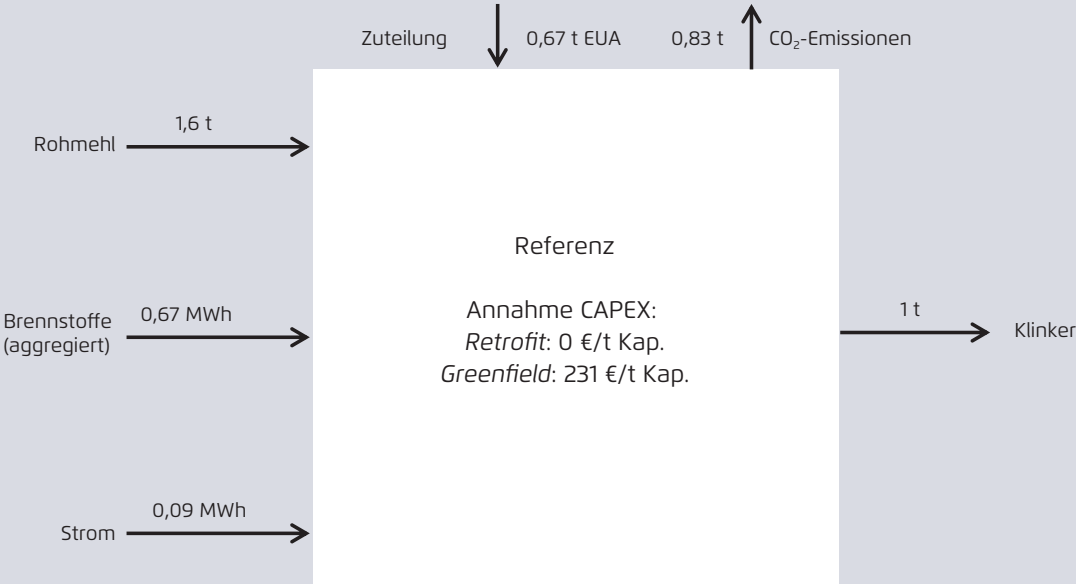 Zuteilung 0,67 t EUA 0,83 t CO₂-Emissionen
1,6 t
Rohmehl
Referenz
Annahme CAPEX:
Retrofit: 0 €/t Kap.
Greenfield: 231 €/t Kap.
0,67 MWh
Brennstoffe
(aggregiert)
1 t
Klinker
0,09 MWh
Strom